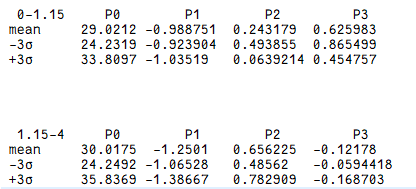 0-1.15 P0 P1 P2 P3
mean 29.0212 -0.988751 0.243179 0.625983
-3σ 24.2319 -0.923904 0.493855 0.865499
+3σ 33.8097 -1.03519 0.0639214 0.454757
1.15-4 P0 P1 P2 P3
mean 30.0175 -1.2501 0.656225 -0.12178
-3σ 24.2492 -1.06528 0.48562 -0.0594418
+3σ 35.8369 -1.38667 0.782909 -0.168703